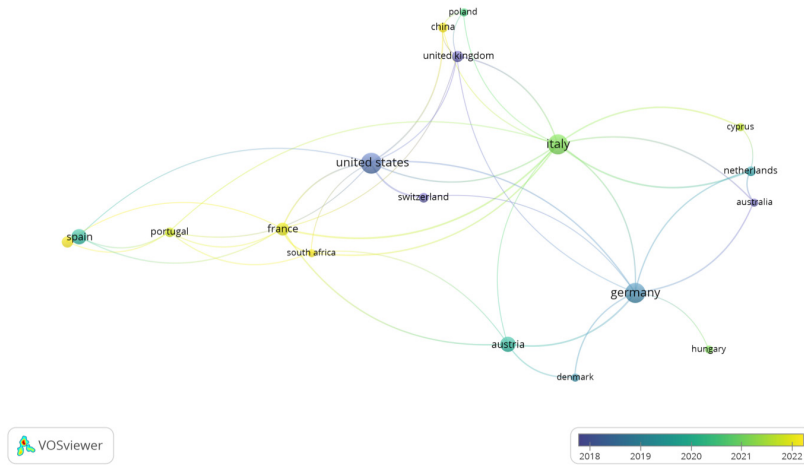 poland
china
united kingdom
italy
cyprus
united states
netherlands
switzerland
australia
portugal
france
spain
south africa
germany
austria
hungary
denmark
VOSviewer
2018 2019 2020 2021 2022